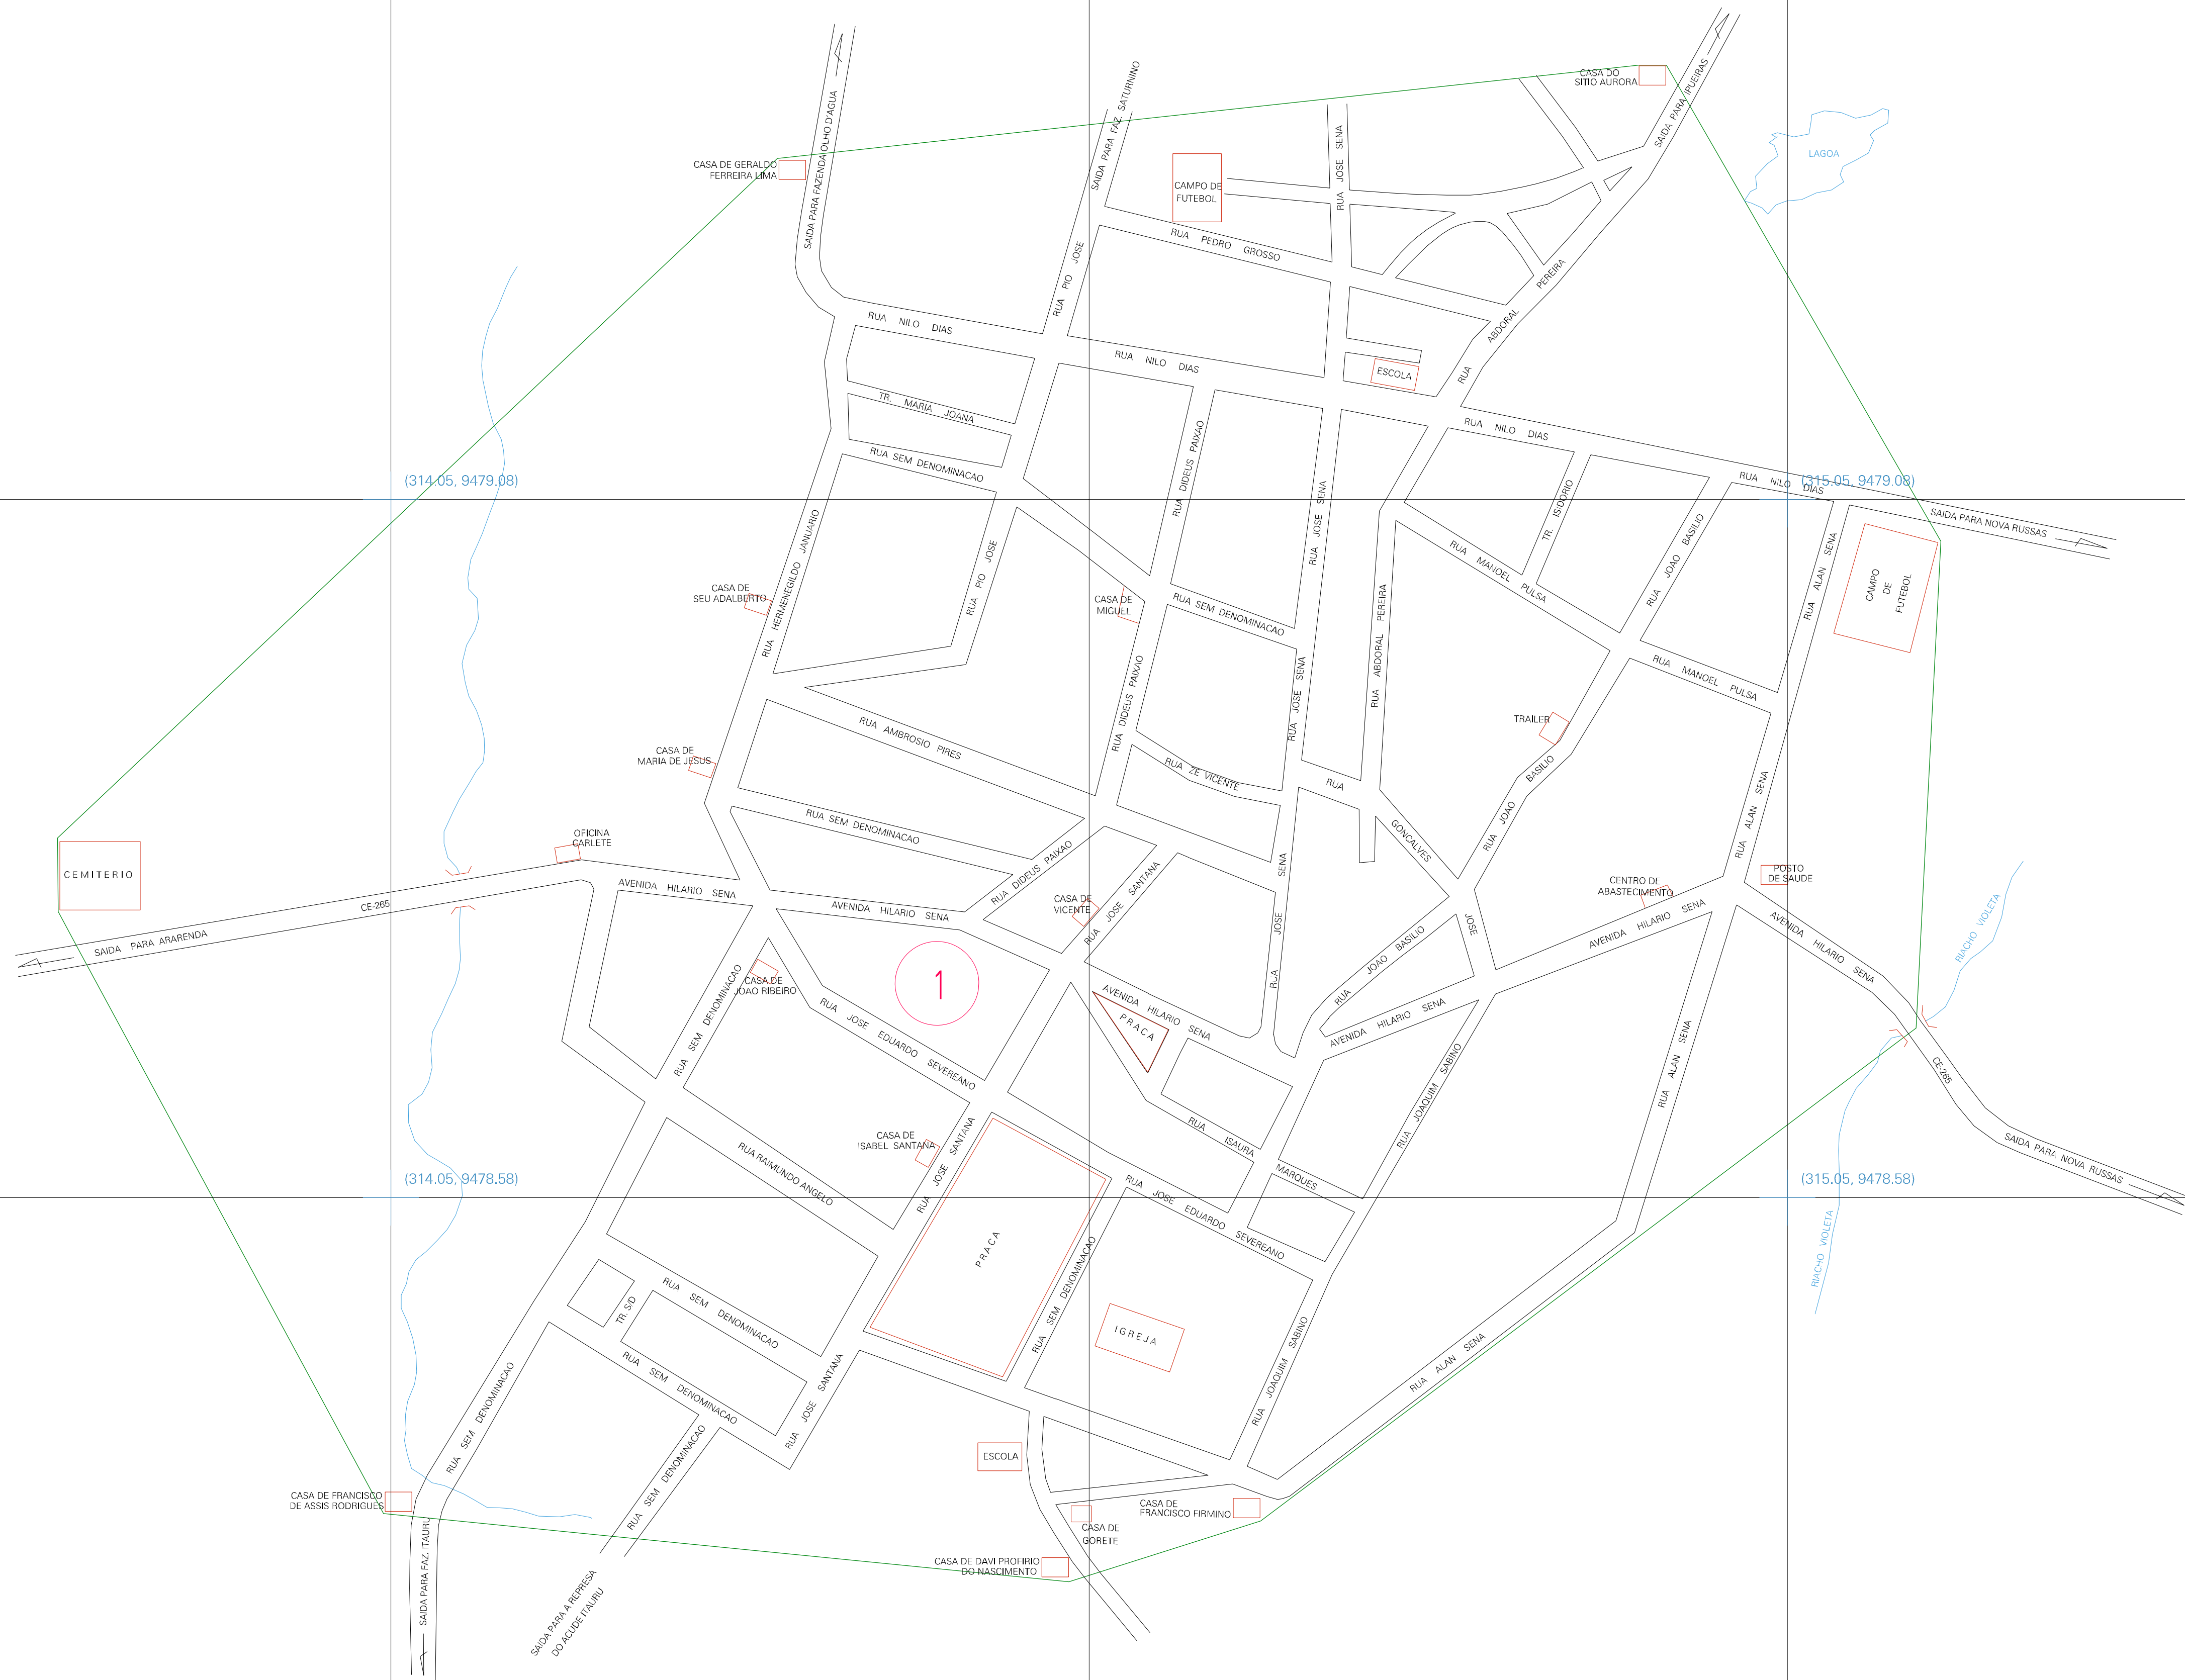 CASA DO
SITIO AURORA
SAIDA PARA IPUEIRAS
SAIDA PARA FAZ. SATURNINO
SAIDA PARA FAZENDA OLHO D'AGUA
LAGOA
CASA DE GERALDO
FERREIRA LIMA
RUA JOSE SENA
CAMPO DE
FUTEBOL
RUA PEDRO GROSSO
RUA PIO JOSE
RUA ABDORAL PEREIRA
RUA NILO DIAS
RUA NILO DIAS
ESCOLA
TR. MARIA JOANA
RUA NILO DIAS
RUA SEM DENOMINACAO
RUA DIDEUS PAIXAO
RUA JOSE SENA
(314.05, 9479.08)
RUA NILO DIAS
(315.05, 9479.08)
SAIDA PARA NOVA RUSSAS
TR. ISIDORIO
RUA JOAO BASILIO
RUA ALAN SENA
CAMPO
DE
FUTEBOL
RUA HERMENEGILDO JANUARIO
RUA PIO JOSE
RUA MANOEL PULSA
CASA DE
SEU ADALBERTO
CASA DE
MIGUEL
RUA SEM DENOMINACAO
RUA ABDORAL PEREIRA
RUA MANOEL PULSA
RUA DIDEUS PAIXAO
RUA JOSE SENA
TRAILER
RUA AMBROSIO PIRES
CASA DE
MARIA DE JESUS
RUA ZE VICENTE
RUA JOSE GONCALVES
RUA JOAO BASILIO
RUA ALAN SENA
RUA SEM DENOMINACAO
OFICINA
CARLETE
CEMITERIO
RUA DIDEUS PAIXAO
AVENIDA HILARIO SENA
CE-265
SAIDA PARA ARARENDA
AVENIDA HILARIO SENA
CASA DE
VICENTE
RUA JOSE SANTANA
RUA JOSE SENA
RUA JOAO BASILIO
CENTRO DE
ABASTECIMENTO
POSTO
DE SAUDE
AVENIDA HILARIO SENA
AVENIDA HILARIO SENA
RIACHO VIOLETA
RUA SEM DENOMINACAO
CASA DE
JOAO RIBEIRO
1
RUA JOSE EDUARDO SEVEREANO
AVENIDA HILARIO SENA
PRACA
AVENIDA HILARIO SENA
RUA JOAQUIM SABINO
RUA ALAN SENA
CE-265
SAIDA PARA NOVA RUSSAS
CASA DE
ISABEL SANTANA
RUA JOSE SANTANA
RUA RAIMUNDO ANGELO
RUA ISAURA MARQUES
(314.05, 9478.58)
(315.05, 9478.58)
RUA JOSE EDUARDO SEVEREANO
PRACA
RUA SEM DENOMINACAO
RIACHO VIOLETA
RUA SEM DENOMINACAO
TR. S/D
IGREJA
RUA SEM DENOMINACAO
RUA JOSE SANTANA
RUA JOAQUIM SABINO
RUA ALAN SENA
RUA SEM DENOMINACAO
RUA SEM DENOMINACAO
ESCOLA
CASA DE FRANCISCO
DE ASSIS RODRIGUES
CASA DE
FRANCISCO FIRMINO
CASA DE
GORETE
CASA DE DAVI PROFIRIO
DO NASCIMENTO
SAIDA PARA FAZ. ITAURU
SAIDA PARA A REPRESA
DO ACUDE ITAURU